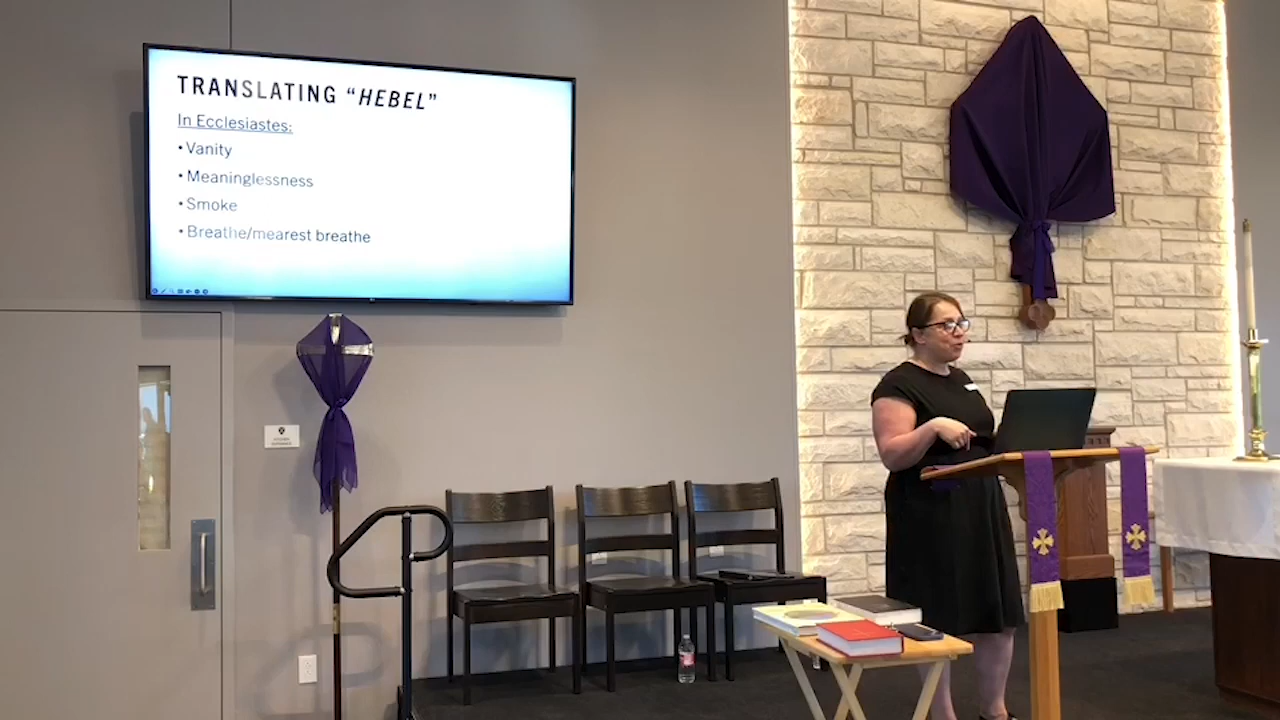 TRANSLATING “HEBEL”
In Ecclesiastes:
• Vanity
• Meaninglessness
• Smoke
• Breathe/mearest breathe